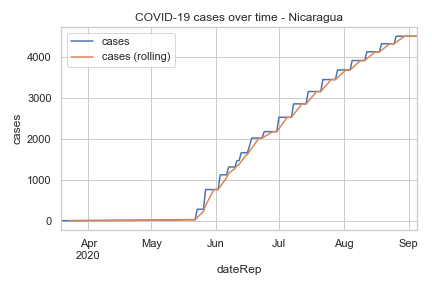 COVID-19 cases over time - Nicaragua
cases
cases (rolling)
4000
3000
2000
1000
0
cases
Apr
2020
May
Jun
Jul
Aug
Sep
dateRep